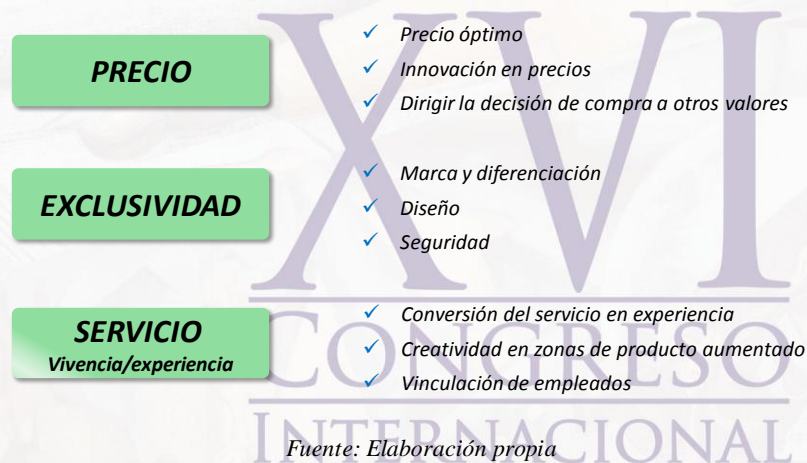 PRECIO
✓ Precio óptimo
✓ Innovación en precios
✓ Dirigir la decisión de compra a otros valores
EXCLUSIVIDAD
✓ Marca y diferenciación
✓ Diseño
✓ Seguridad
SERVICIO
Vivencia/experiencia
✓ Conversión del servicio en experiencia
✓ Creatividad en zonas de producto aumentado
✓ Vinculación de empleados
Fuente: Elaboración propia
XVI
CONGRESO
INTERNACIONAL